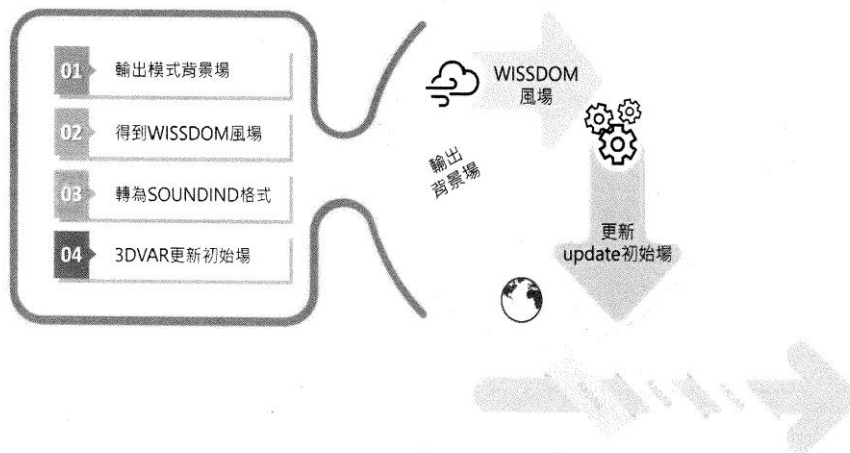 01 輸出模式背景場
02 得到WISSDOM風場
03 轉為SOUNDIND格式
04 3DVAR更新初始場
WISSDOM
風場
輸出
背景場
更新
update初始場